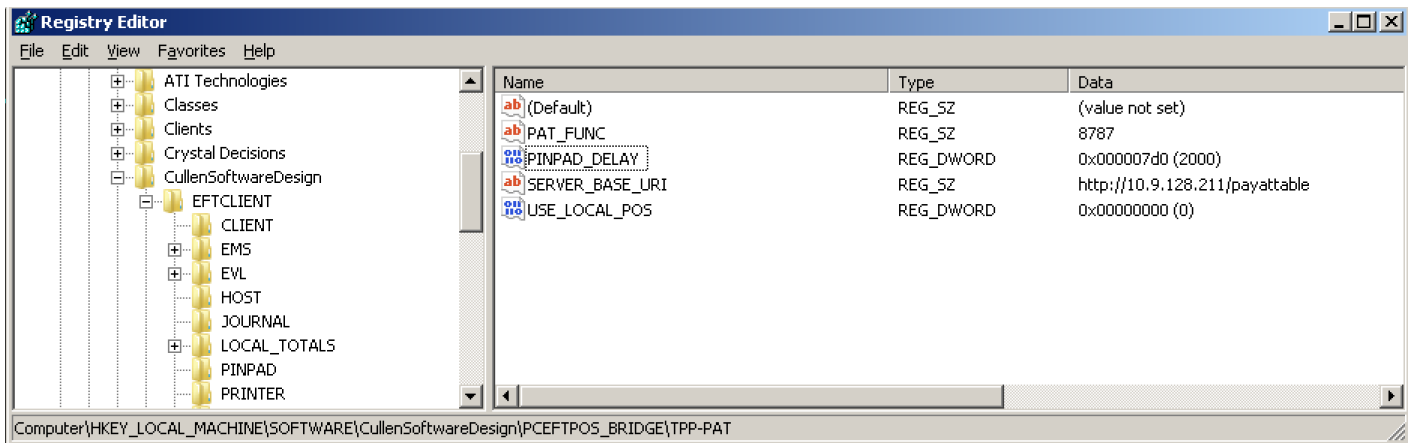 Registry Editor
File Edit View Favorites Help
ATI Technologies
Classes
Clients
Crystal Decisions
CullenSoftwareDesign
EFTCLIENT
CLIENT
EMS
EVL
HOST
JOURNAL
LOCAL_TOTALS
PINPAD
PRINTER
Name Type Data
(Default) REG_SZ (value not set)
PAT_FUNC REG_SZ 8787
PINPAD_DELAY REG_DWORD 0x000007d0 (2000)
SERVER_BASE_URI REG_SZ http://10.9.128.211/payattable
USE_LOCAL_POS REG_DWORD 0x00000000 (0)
Computer\HKEY_LOCAL_MACHINE\SOFTWARE\CullenSoftwareDesign\PCEFTPOS_BRIDGE\TPP-PAT